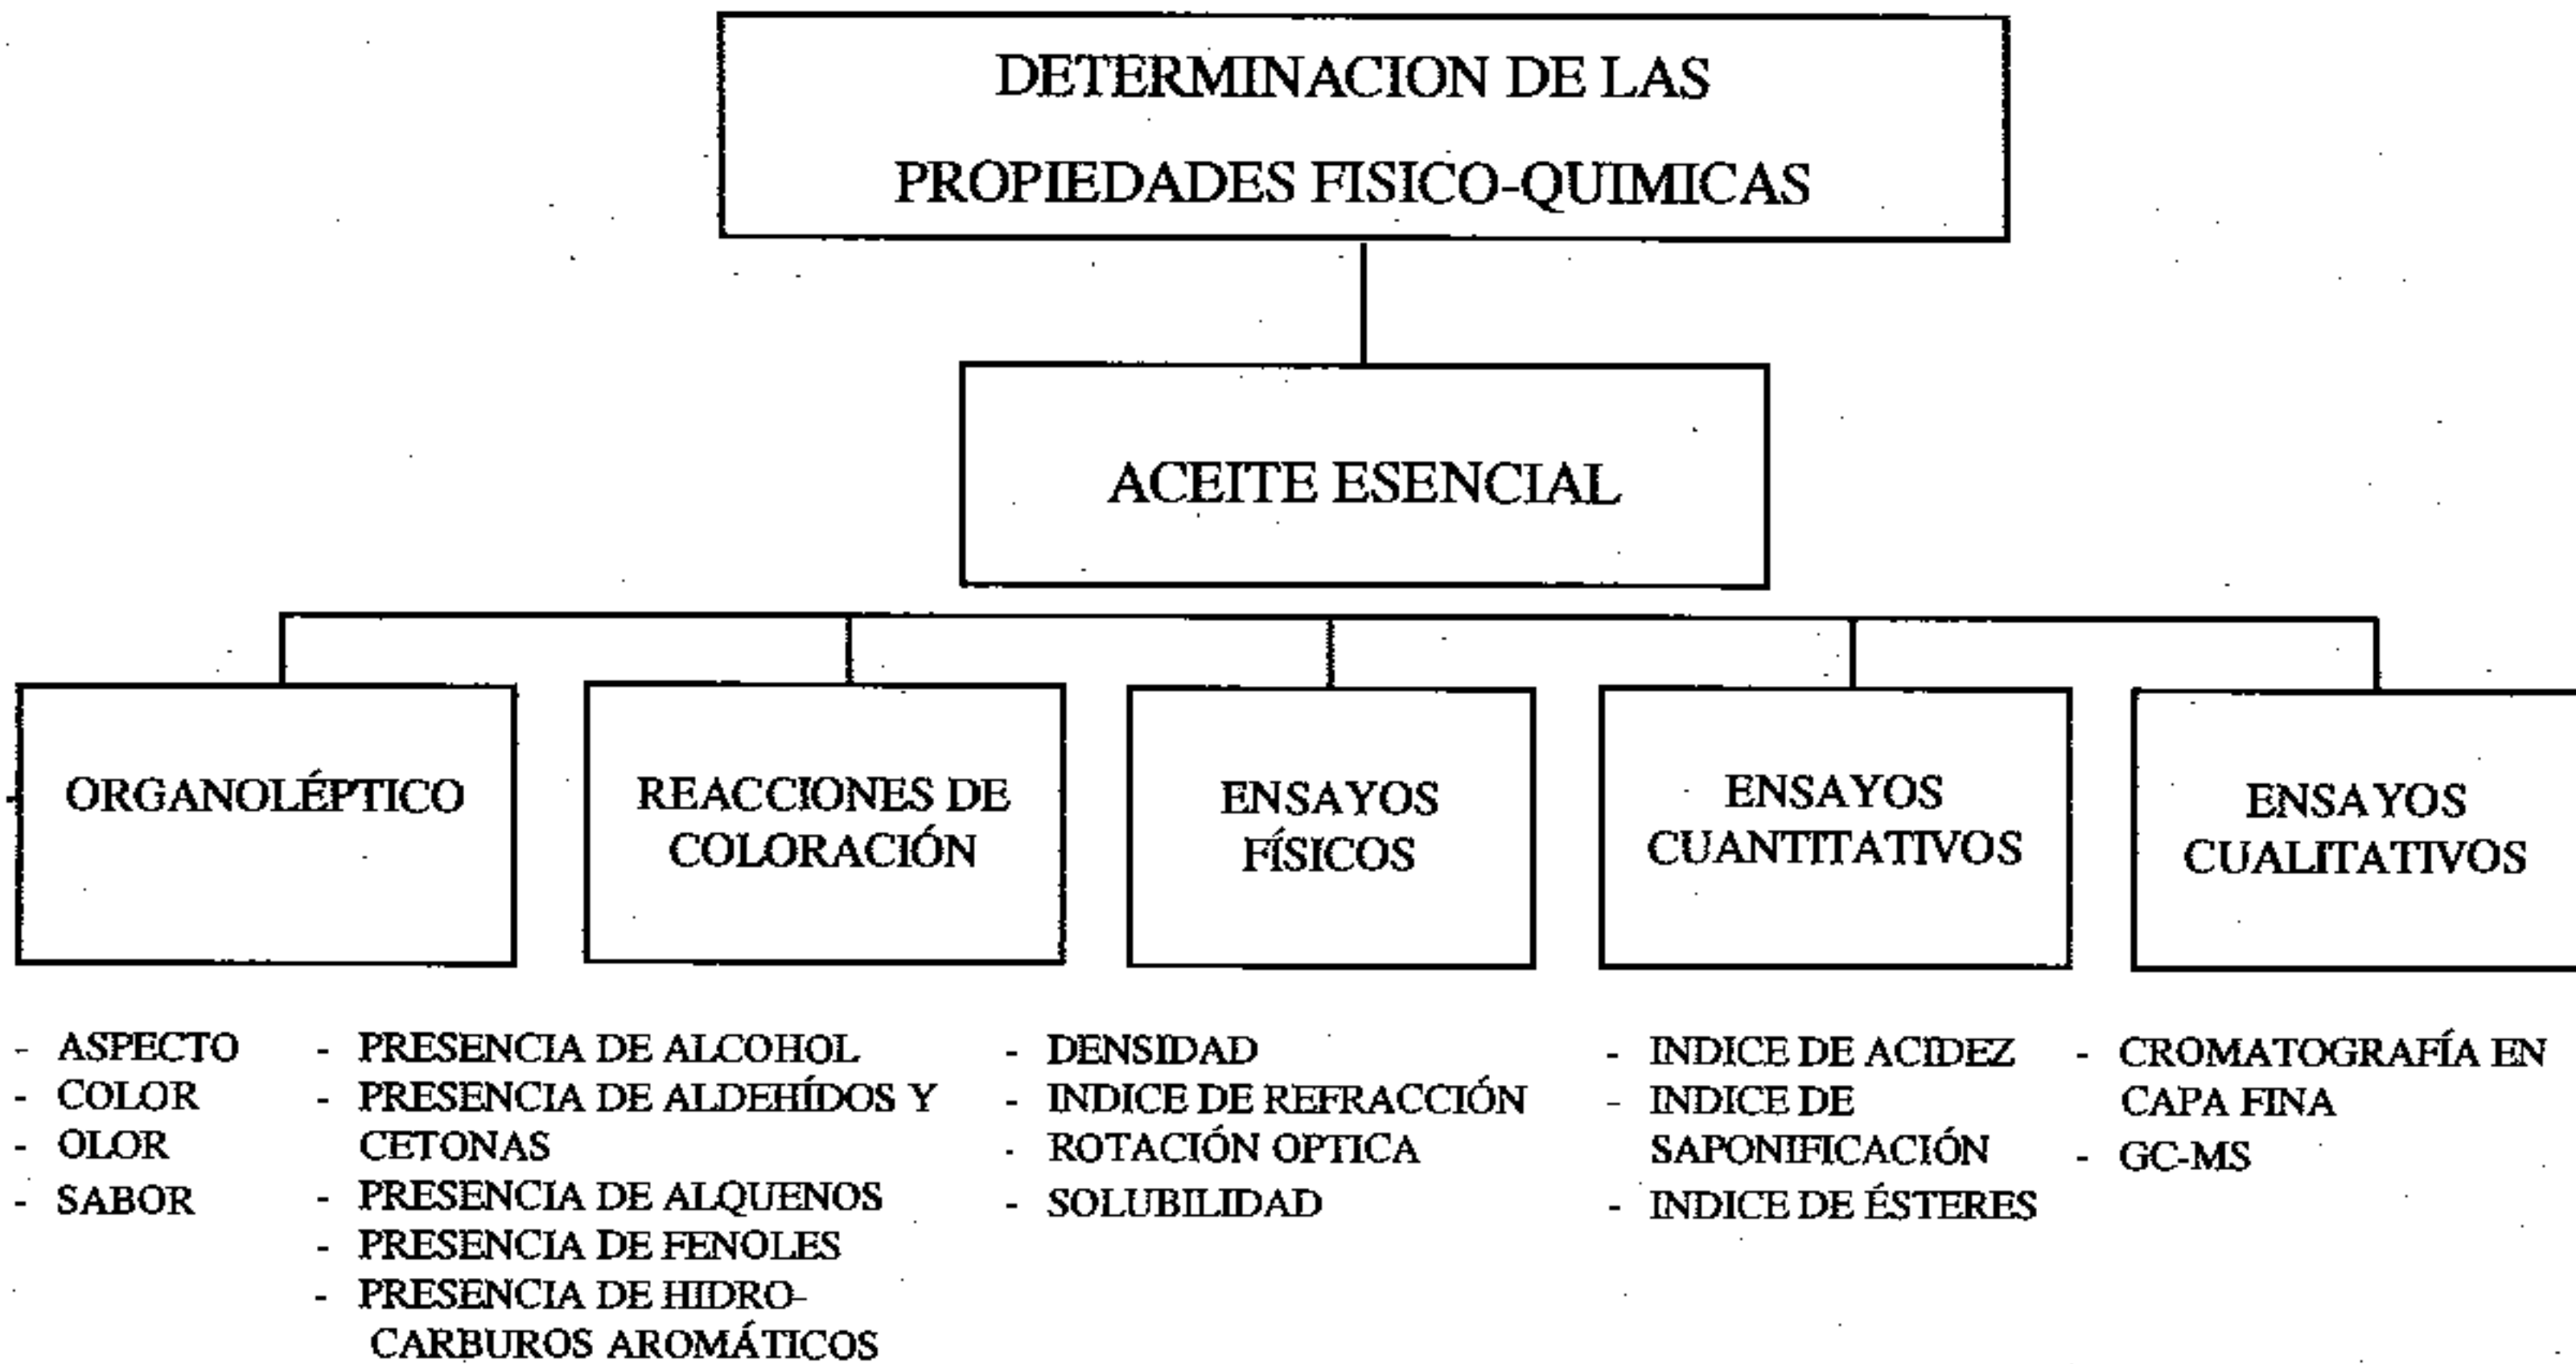 DETERMINACION DE LAS
PROPIEDADES FISICO-QUIMICAS
ACEITE ESENCIAL
ORGANOLÉPTICO
REACCIONES DE
COLORACIÓN
ENSAYOS
FÍSICOS
ENSAYOS
CUANTITATIVOS
ENSAYOS
CUALITATIVOS
- ASPECTO
- COLOR
- OLOR
- SABOR
- PRESENCIA DE ALCOHOL
- PRESENCIA DE ALDEHÍDOS Y
CETONAS
- PRESENCIA DE ALQUENOS
- PRESENCIA DE FENOLES
- PRESENCIA DE HIDRO-
CARBUROS AROMÁTICOS
- DENSIDAD
- INDICE DE REFRACCIÓN
- ROTACIÓN OPTICA
- SOLUBILIDAD
- INDICE DE ACIDEZ
- INDICE DE
SAPONIFICACIÓN
- INDICE DE ÉSTERES
- CROMATOGRAFÍA EN
CAPA FINA
- GC-MS